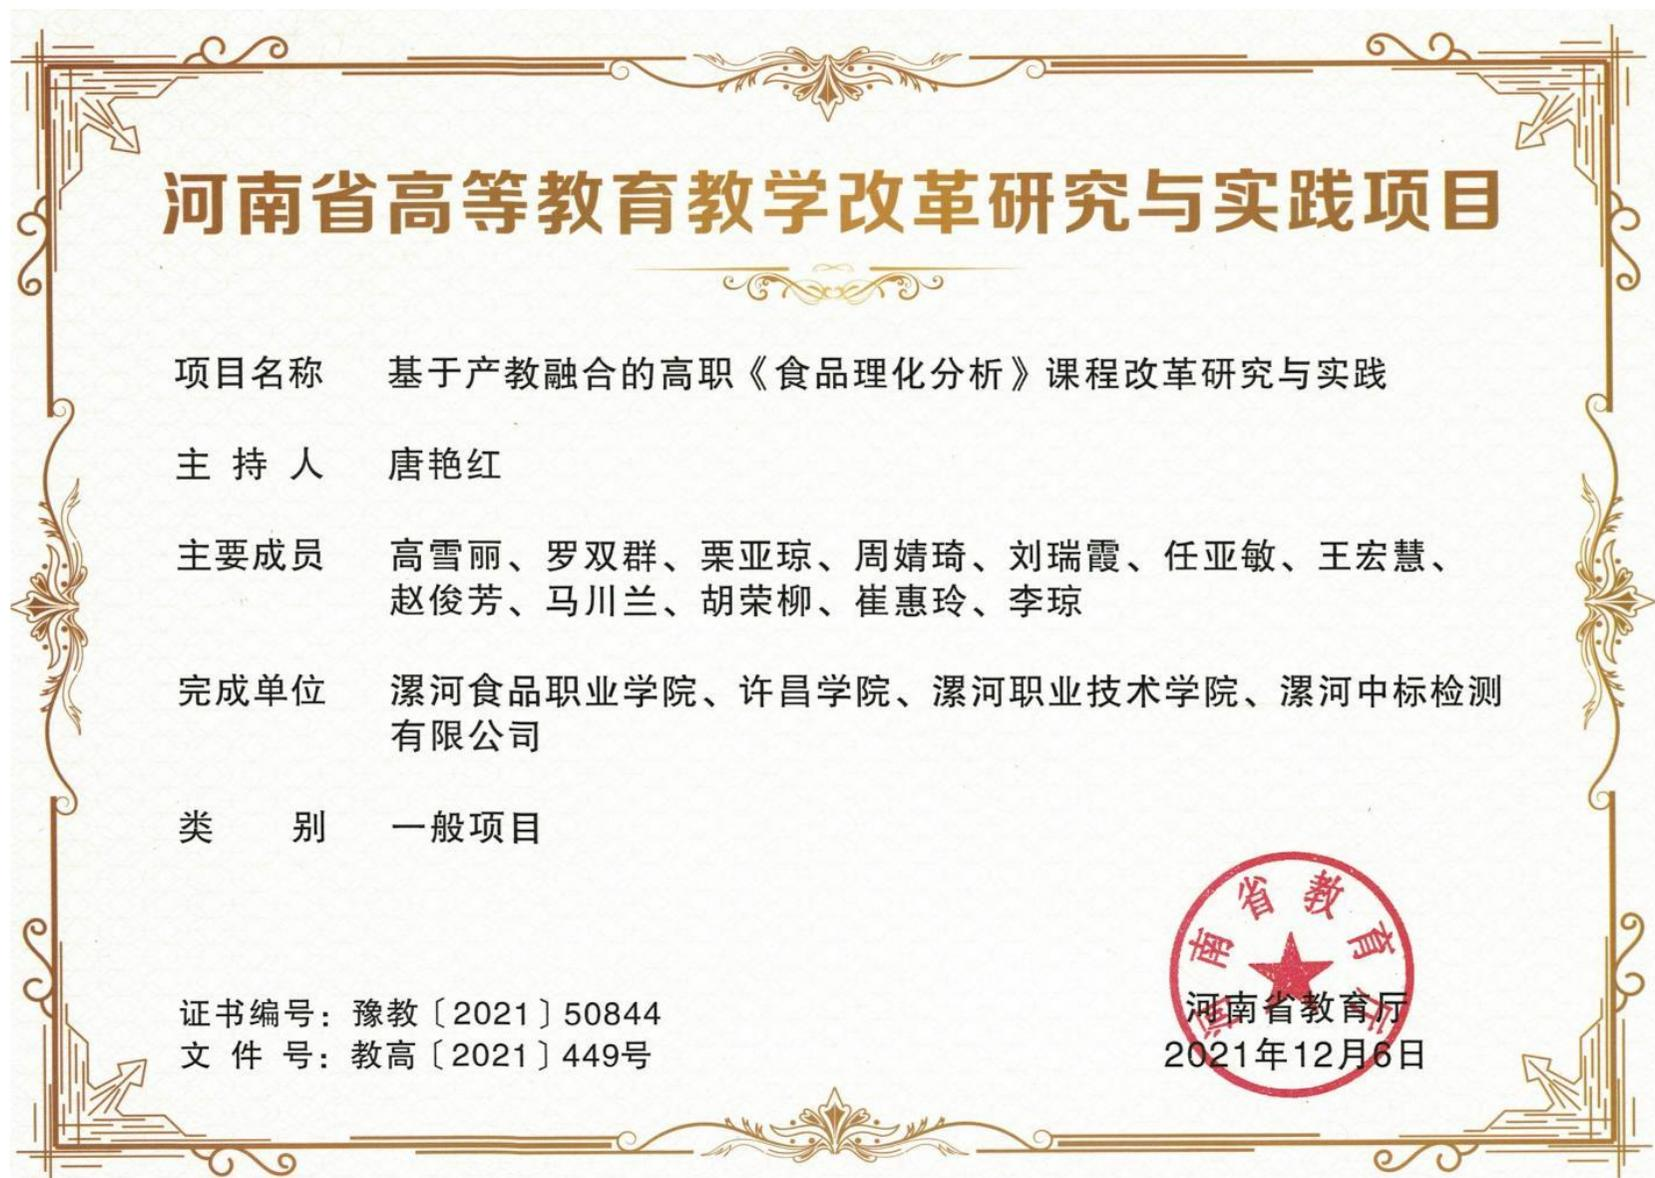 河南省高等教育教学改革研究与实践项目
项目名称 基于产教融合的高职《食品理化分析》课程改革研究与实践
主持人 唐艳红
主要成员 高雪丽、罗双群、栗亚琼、周婧琦、刘瑞霞、任亚敏、王宏慧、
赵俊芳、马川兰、胡荣柳、崔惠玲、李琼
完成单位 漯河食品职业学院、许昌学院、漯河职业技术学院、漯河中标检测
有限公司
类别 一般项目
河南省教育厅
证书编号：豫教〔2021〕50844
文件号：教高〔2021〕449号
河南省教育厅
2021年12月6日